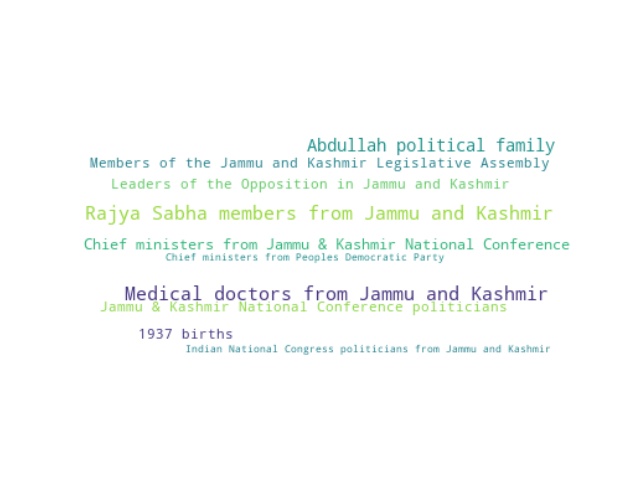 Abdullah political family
Members of the Jammu and Kashmir Legislative Assembly
Leaders of the Opposition in Jammu and Kashmir
Rajya Sabha members from Jammu and Kashmir
Chief ministers from Jammu & Kashmir National Conference
Chief ministers from Peoples Democratic Party
Medical doctors from Jammu and Kashmir
Jammu & Kashmir National Conference politicians
1937 births
Indian National Congress politicians from Jammu and Kashmir